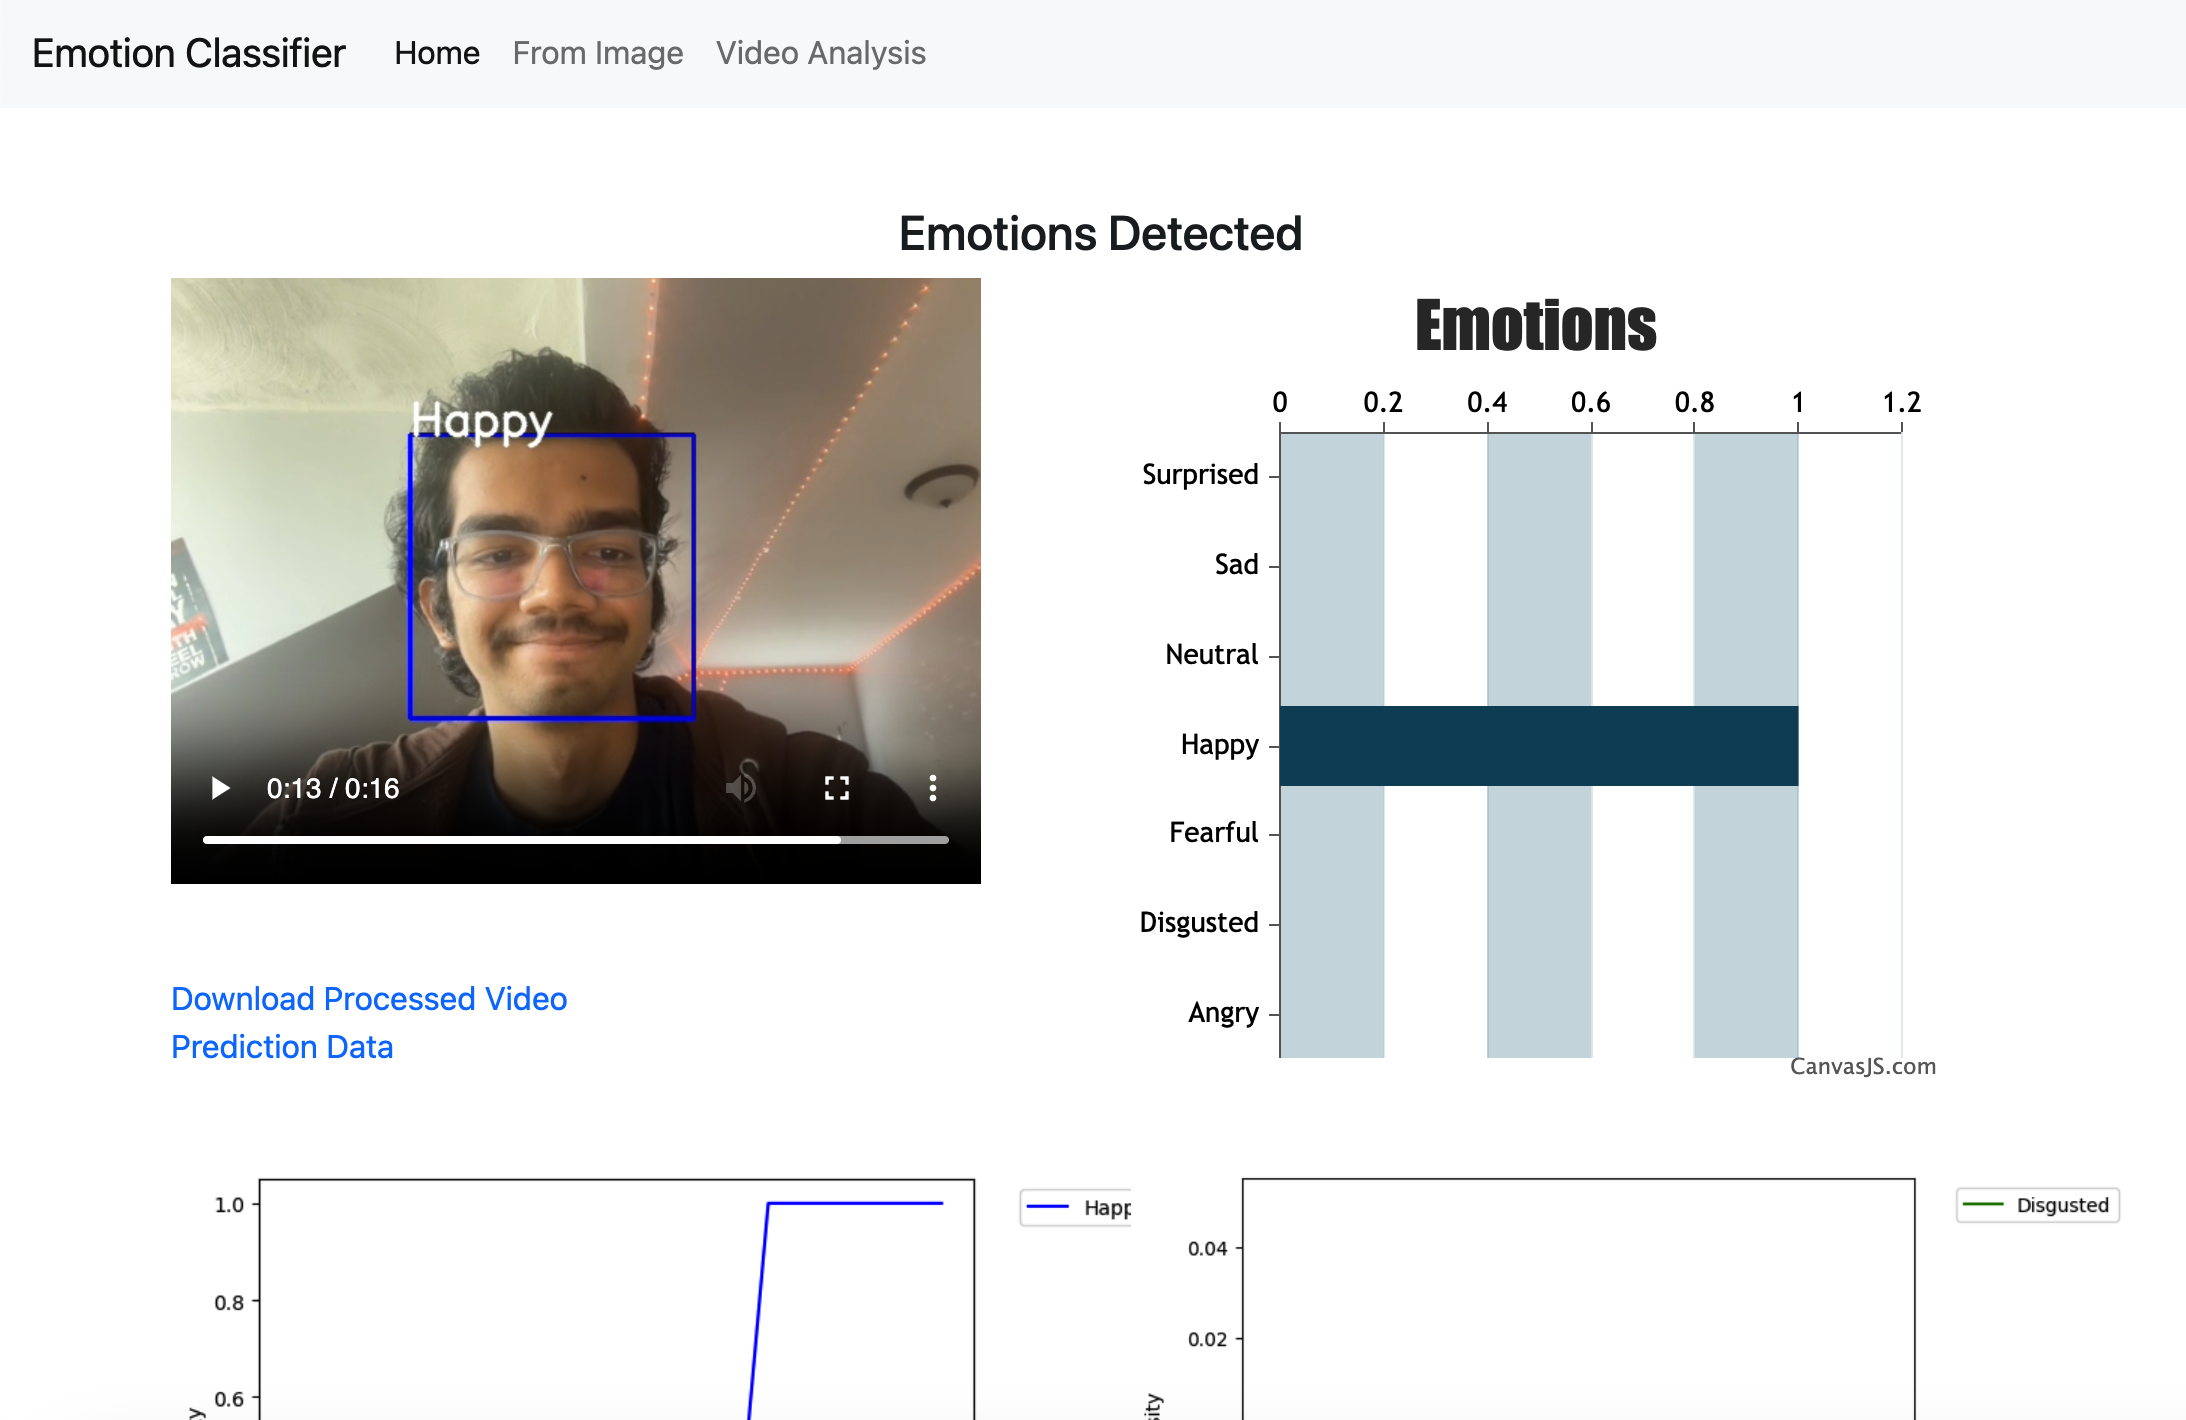 Emotion Classifier Home From Image Video Analysis
Emotions Detected
Happy
0:13 / 0:16
Download Processed Video
Prediction Data
Emotions
0 0.2 0.4 0.6 0.8 1 1.2
Surprised
Sad
Neutral
Happy
Fearful
Disgusted
Angry
CanvasJS.com
1.0
0.8
0.6
Happ
0.04
0.02
Disgusted